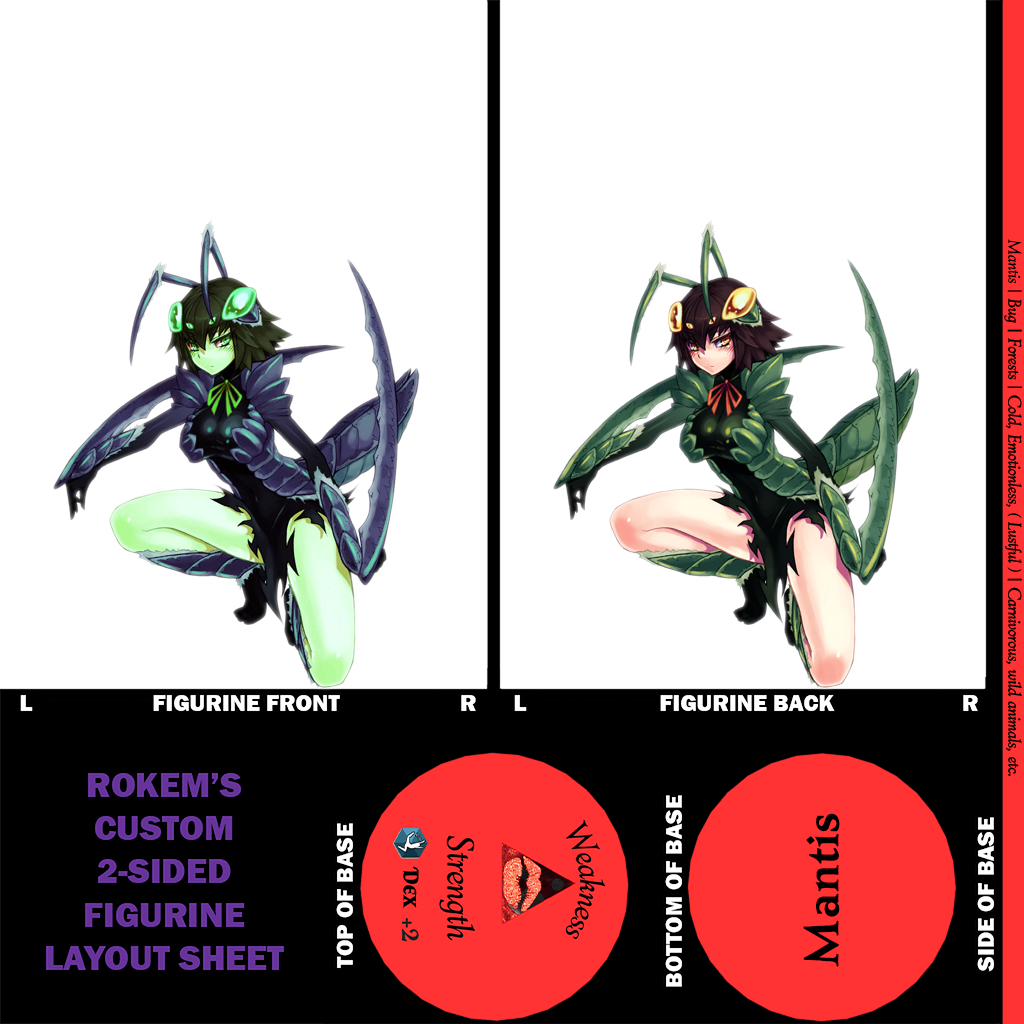 L FIGURINE FRONT R
L FIGURINE BACK R
ROKEM'S
CUSTOM
2-SIDED
FIGURINE
LAYOUT SHEET
TOP OF BASE
Weakness
Strength
Dex +2
BOTTOM OF BASE
Mantis
SIDE OF BASE
Mantis | Bug | Forests | Cold, Emotionless, ( Lustful ) | Carnivorous, wild animals, etc.